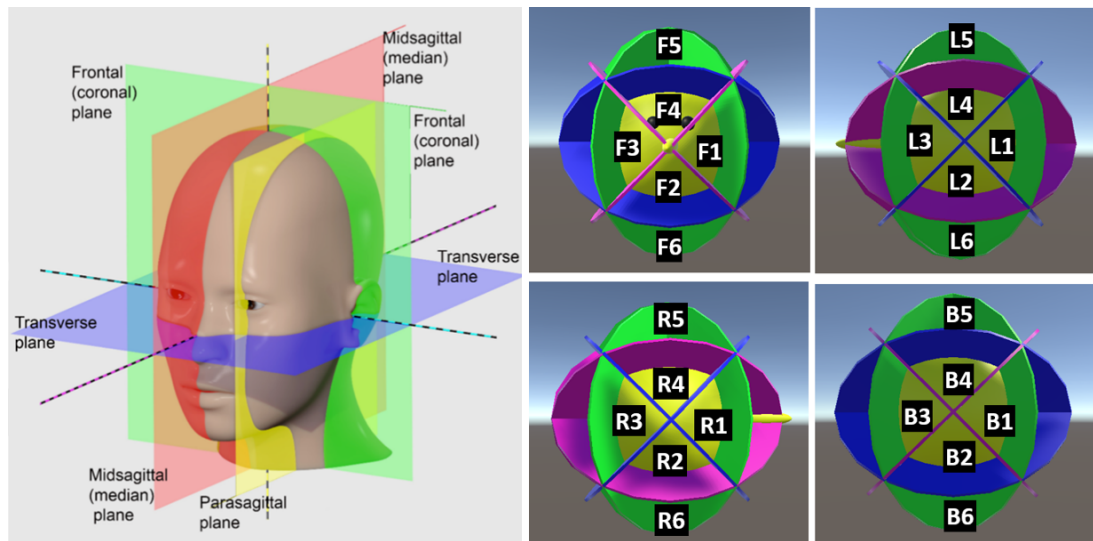 Midsagittal
(median)
plane
Frontal
(coronal)
plane
Frontal
(coronal)
plane
Transverse
plane
Transverse
plane
Midsagittal
(median)
plane
Parasagittal
plane
F5
F4
F3
F1
F2
F6
L5
L4
L3
L1
L2
L6
R5
R4
R3
R1
R2
R6
B5
B4
B3
B1
B2
B6